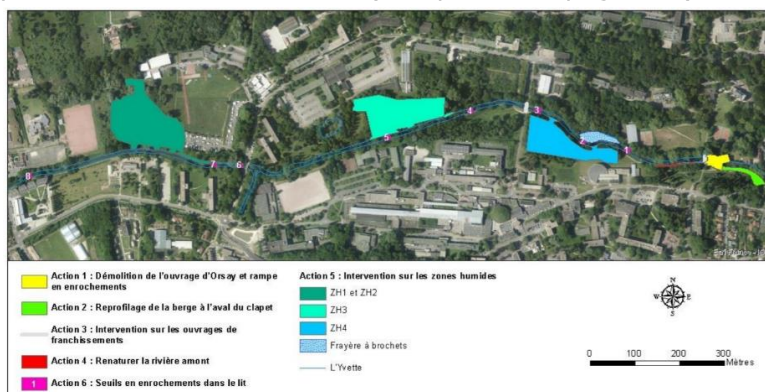 8
7
6
5
4
3
2
1
Action 1 : Démolition de l'ouvrage d'Orsay et rampe
en enrochements
Action 2 : Reprofilage de la berge à l'aval du clapet
Action 3 : Intervention sur les ouvrages de
franchissements
Action 4 : Renaturer la rivière amont
1 Action 6 : Seuils en enrochements dans le lit
Action 5 : Intervention sur les zones humides
ZH1 et ZH2
ZH3
ZH4
Frayère à brochets
L'Yvette
N
W E
S
0 100 200 300
Mètres